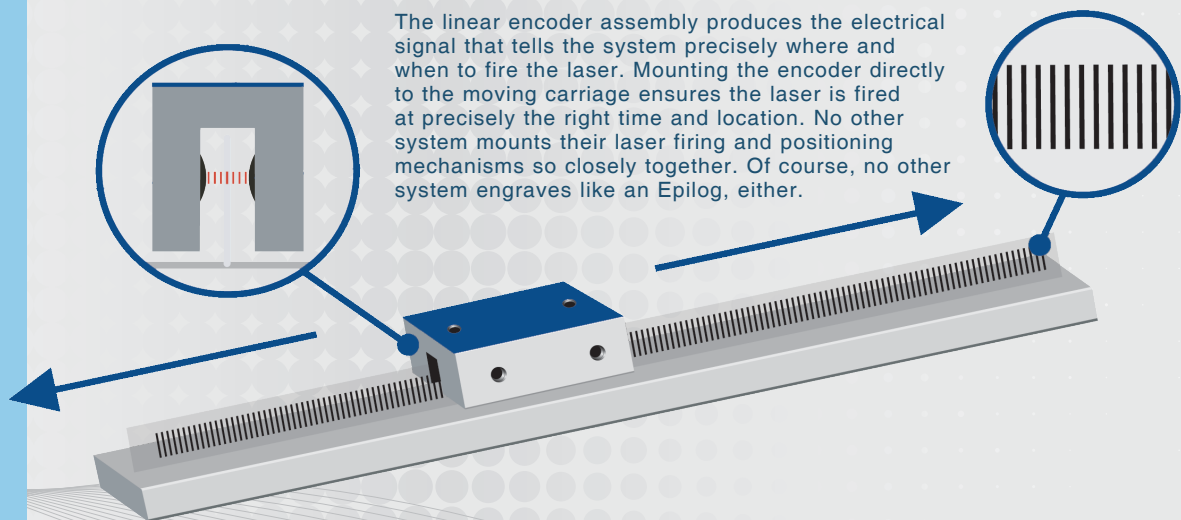 The linear encoder assembly produces the electrical
signal that tells the system precisely where and
when to fire the laser. Mounting the encoder directly
to the moving carriage ensures the laser is fired
at precisely the right time and location. No other
system mounts their laser firing and positioning
mechanisms so closely together. Of course, no other
system engraves like an Epilog, either.